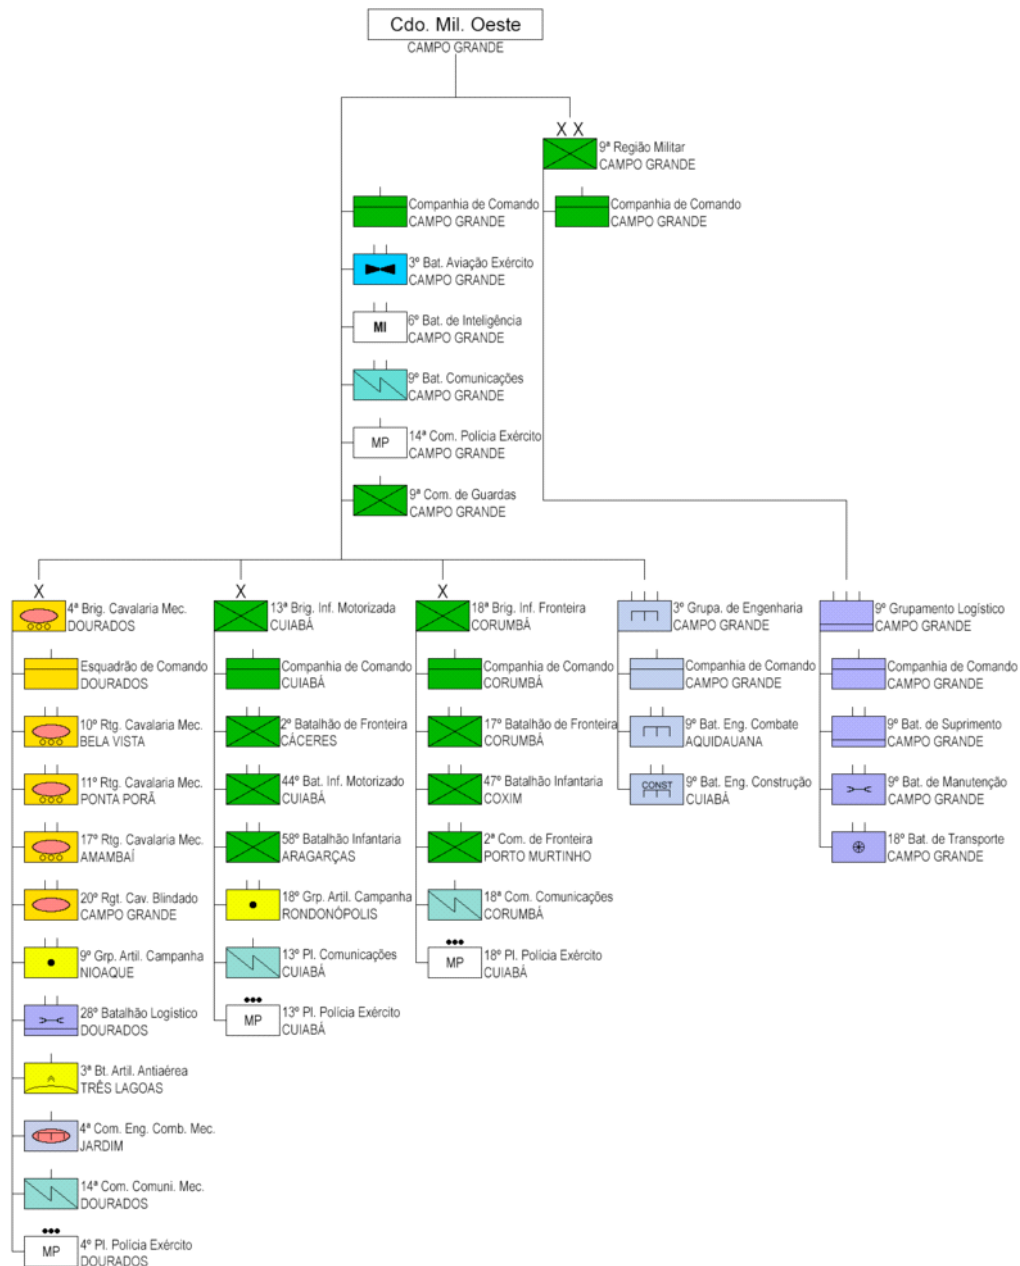 Cdo. Mil. Oeste
CAMPO GRANDE
X X
9ª Região Militar
CAMPO GRANDE
Companhia de Comando
CAMPO GRANDE
Companhia de Comando
CAMPO GRANDE
3º Bat. Aviação Exército
CAMPO GRANDE
MI
6º Bat. de Inteligência
CAMPO GRANDE
9º Bat. Comunicações
CAMPO GRANDE
MP
14ª Com. Polícia Exército
CAMPO GRANDE
9ª Com. de Guardas
CAMPO GRANDE
X
4ª Brig. Cavalaria Mec.
DOURADOS
Esquadrão de Comando
DOURADOS
10º Rtg. Cavalaria Mec.
BELA VISTA
11º Rtg. Cavalaria Mec.
PONTA PORÃ
17º Rtg. Cavalaria Mec.
AMAMBAÍ
20º Rgt. Cav. Blindado
CAMPO GRANDE
9º Grp. Artil. Campanha
NIOAQUE
28º Batalhão Logístico
DOURADOS
3ª Bt. Artil. Antiaérea
TRÊS LAGOAS
4ª Com. Eng. Comb. Mec.
JARDIM
14ª Com. Comuni. Mec.
DOURADOS
MP
4º Pl. Polícia Exército
DOURADOS
X
13ª Brig. Inf. Motorizada
CUIABÁ
Companhia de Comando
CUIABÁ
2º Batalhão de Fronteira
CÁCERES
44º Bat. Inf. Motorizado
CUIABÁ
58º Batalhão Infantaria
ARAGARÇAS
18º Grp. Artil. Campanha
RONDONÓPOLIS
13º Pl. Comunicações
CUIABÁ
MP
13º Pl. Polícia Exército
CUIABÁ
X
18ª Brig. Inf. Fronteira
CORUMBÁ
Companhia de Comando
CORUMBÁ
17º Batalhão de Fronteira
CORUMBÁ
47º Batalhão Infantaria
COXIM
2ª Com. de Fronteira
PORTO MURTINHO
18ª Com. Comunicações
CORUMBÁ
MP
18º Pl. Polícia Exército
CUIABÁ
3º Grupa. de Engenharia
CAMPO GRANDE
Companhia de Comando
CAMPO GRANDE
9º Bat. Eng. Combate
AQUIDAUANA
CONST
9º Bat. Eng. Construção
CUIABÁ
9º Grupamento Logístico
CAMPO GRANDE
Companhia de Comando
CAMPO GRANDE
9º Bat. de Suprimento
CAMPO GRANDE
9º Bat. de Manutenção
CAMPO GRANDE
18º Bat. de Transporte
CAMPO GRANDE